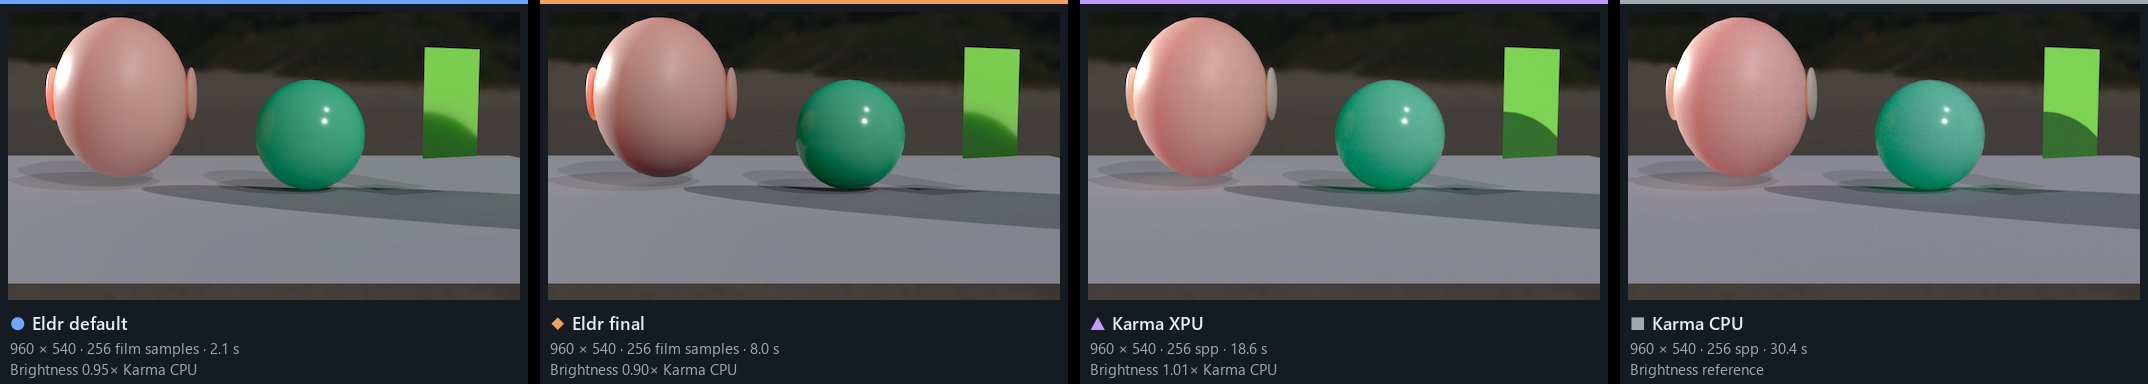 Eldr default
960 × 540 · 256 film samples · 2.1 s
Brightness 0.95× Karma CPU
Eldr final
960 × 540 · 256 film samples · 8.0 s
Brightness 0.90× Karma CPU
Karma XPU
960 × 540 · 256 spp · 18.6 s
Brightness 1.01× Karma CPU
Karma CPU
960 × 540 · 256 spp · 30.4 s
Brightness reference